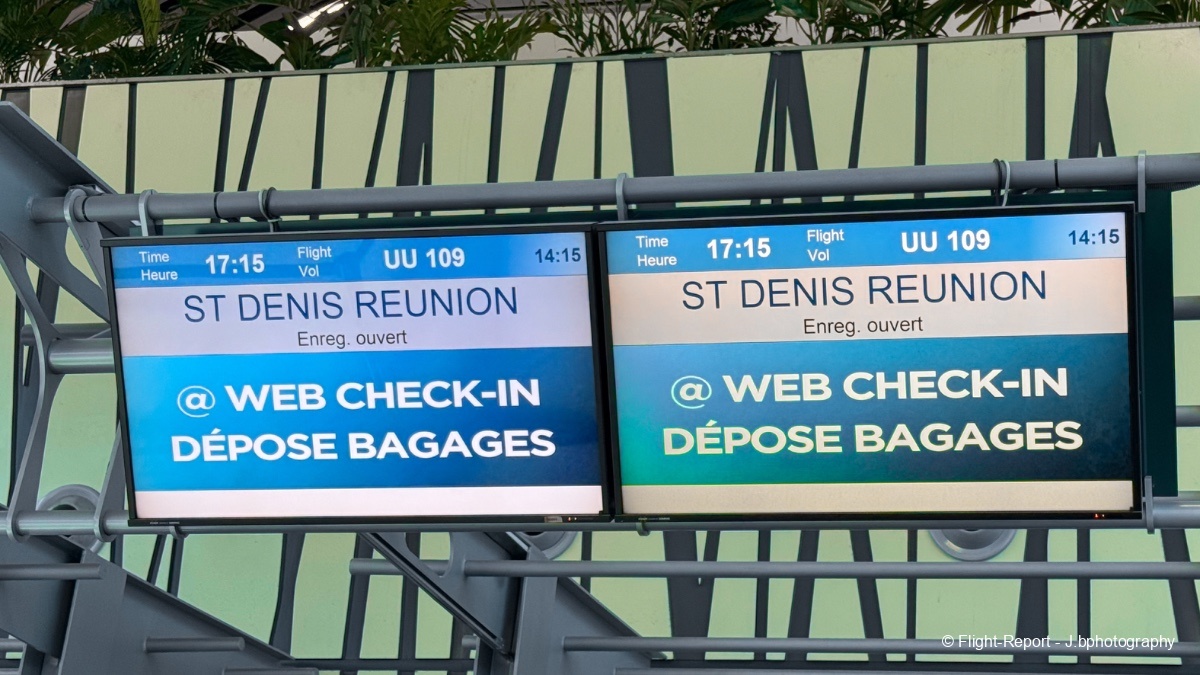 Time Heure 17:15 Flight Vol UU 109 14:15
ST DENIS REUNION
Enreg. ouvert
@ WEB CHECK-IN
DÉPOSE BAGAGES
Time Heure 17:15 Flight Vol UU 109 14:15
ST DENIS REUNION
Enreg. ouvert
@ WEB CHECK-IN
DÉPOSE BAGAGES
© Flight-Report - J.bphotography